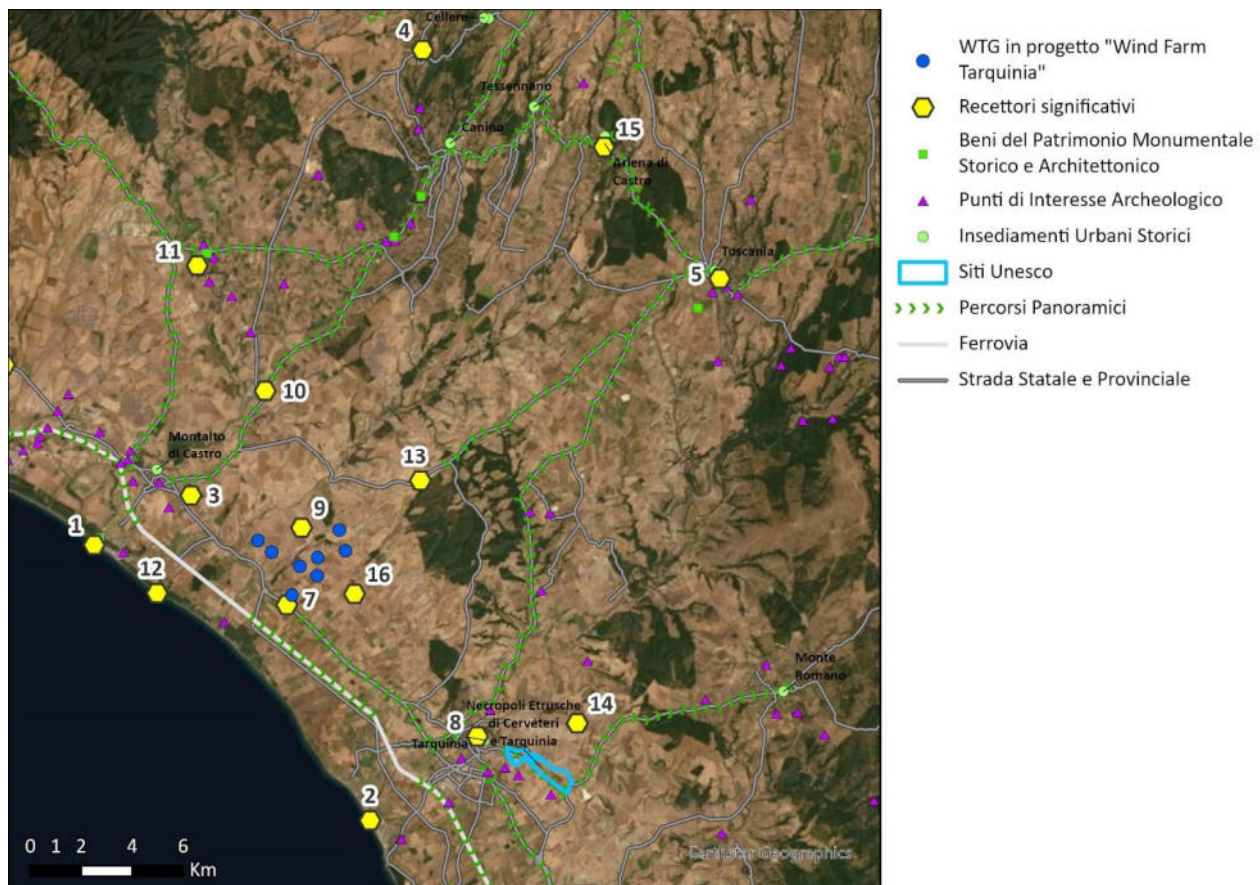 4
Cellere
Tessennano
Canino
15
Arlena di
Castro
11
5
Tuscania
10
Montalto
di Castro
13
3
9
1
12
16
7
Monte
Romano
14
Necropoli Etrusche
di Cerveteri
e Tarquinia
8
Tarquinia
2
0 1 2 4 6
Km
Earthstar Geographics
WTG in progetto "Wind Farm
Tarquinia"
Recettori significativi
Beni del Patrimonio Monumentale
Storico e Architettonico
Punti di Interesse Archeologico
Insediamenti Urbani Storici
Siti Unesco
Percorsi Panoramici
Ferrovia
Strada Statale e Provinciale